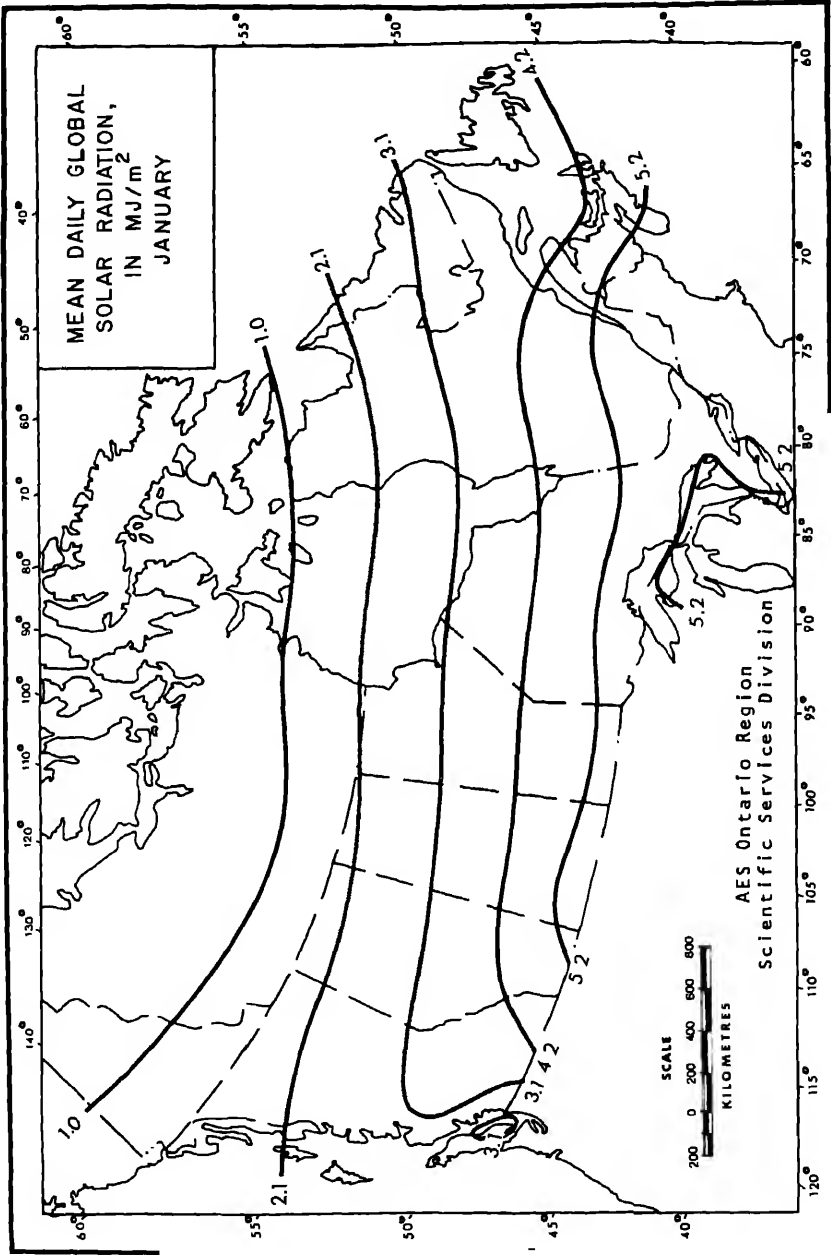 MEAN DAILY GLOBAL
SOLAR RADIATION,
IN MJ/m²
JANUARY
140° 130° 120° 110° 100° 90° 80° 70° 60° 50° 40°
60°
55°
50°
45°
40°
60°
55°
50°
45°
40°
1.0
1.0
2.1
2.1
3.1
3.1
3.1
4.2
4 2
5.2
5 2
5.2
5 2
AES Ontario Region
Scientific Services Division
SCALE
200 0 200 400 600 800
KILOMETRES
120° 115° 110° 105° 100° 95° 90° 85° 80° 75° 70° 65° 60°